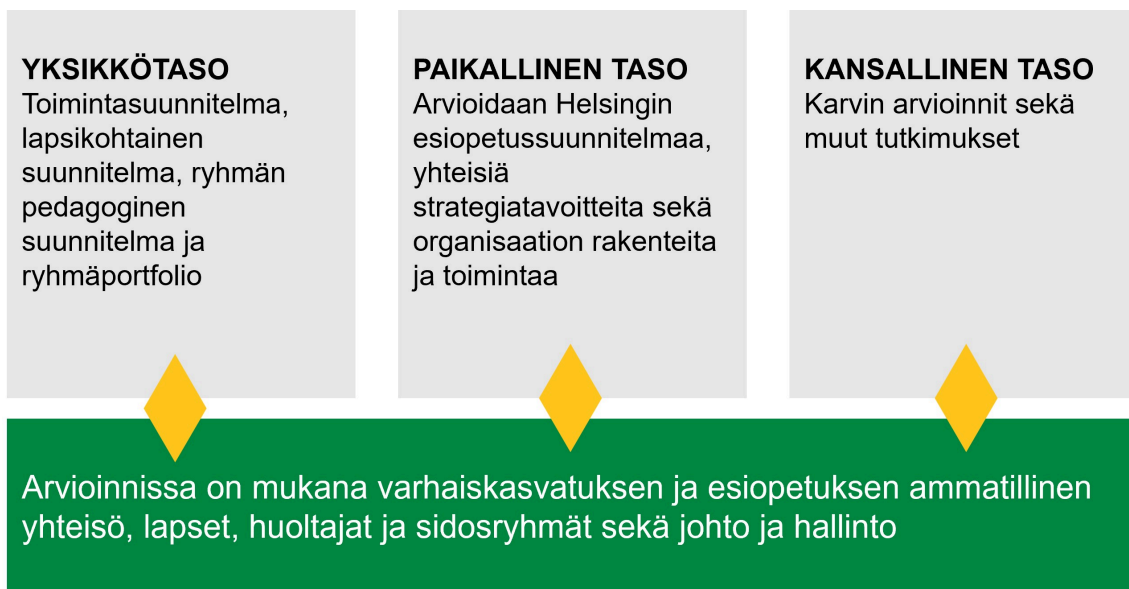 YKSIKKÖTASO
Toimintasuunnitelma,
lapsikohtainen
suunnitelma, ryhmän
pedagoginen
suunnitelma ja
ryhmäportfolio
PAIKALLINEN TASO
Arvioidaan Helsingin
esiopetussuunnitelmaa,
yhteisiä
strategiatavoitteita sekä
organisaation rakenteita
ja toimintaa
KANSALLINEN TASO
Karvin arvioinnit sekä
muut tutkimukset
Arvioinnissa on mukana varhaiskasvatuksen ja esiopetuksen ammatillinen
yhteisö, lapset, huoltajat ja sidosryhmät sekä johto ja hallinto